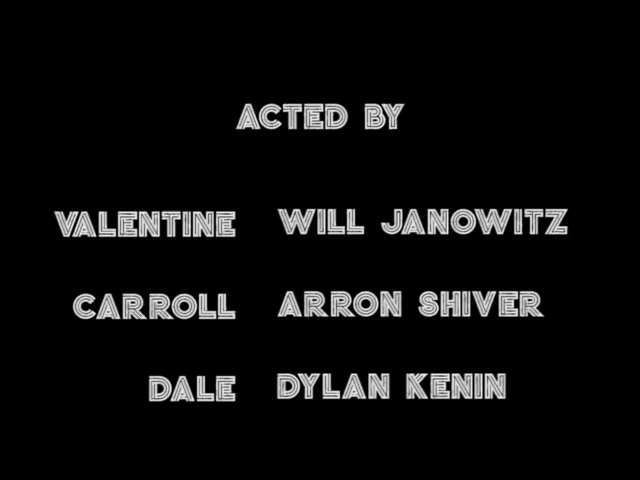 ACTED BY
VALENTINE WILL JANOWITZ
CARROLL ARRON SHIVER
DALE DYLAN KENIN